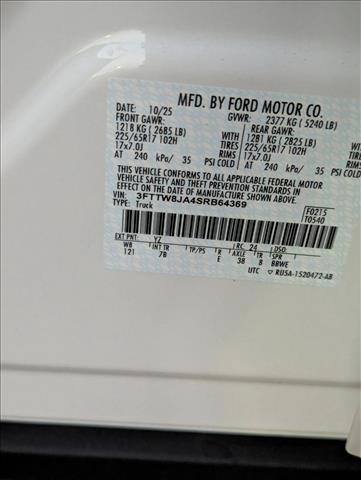 MFD. BY FORD MOTOR CO.
DATE: 10/25 GVWR: 2377 KG ( 5240 LB)
FRONT GAWR: REAR GAWR:
1218 KG ( 2685 LB) 1281 KG ( 2825 LB)
225/65R17 102H TIRES 225/65R17 102H
17x7.0J RIMS 17x7.0J
AT 240 kPa/ 35 PSI COLD AT 240 kPa/ 35 PSI COLD
THIS VEHICLE CONFORMS TO ALL APPLICABLE FEDERAL MOTOR
VEHICLE SAFETY AND THEFT PREVENTION STANDARDS IN
EFFECT ON THE DATE OF MANUFACTURE SHOWN ABOVE.
VIN: 3FTTW8JA4SRB64369
TYPE: Truck
F0215
T0540
EXT PNT: YZ RC: 24 DSO:
WB INT TR TP/PS R AXLE TR SPR
121 7B E 38 8 BBWE
UTC RU5A-1520472-AB